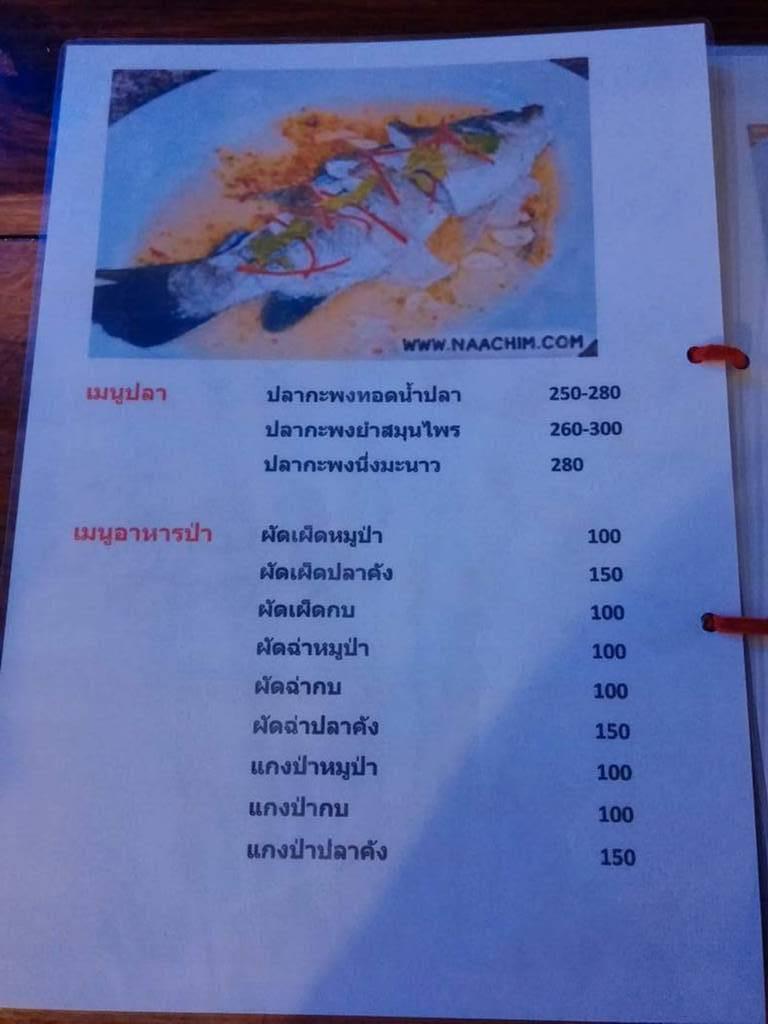 WWW.NAACHIM.COM
เมนูปลา ปลากะพงทอดน้ำปลา 250-280
ปลากะพงยำสมุนไพร 260-300
ปลากะพงนึ่งมะนาว 280
เมนูอาหารป่า ผัดเผ็ดหมูป่า 100
ผัดเผ็ดปลาคัง 150
ผัดเผ็ดกบ 100
ผัดฉ่าหมูป่า 100
ผัดฉ่ากบ 100
ผัดฉ่าปลาคัง 150
แกงป่าหมูป่า 100
แกงป่ากบ 100
แกงป่าปลาคัง 150